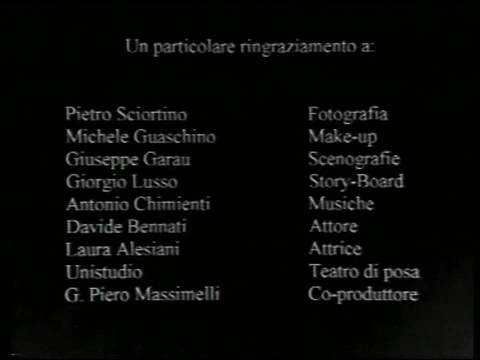 Un particolare ringraziamento a:
Pietro Sciortino Fotografia
Michele Guaschino Make-up
Giuseppe Garau Scenografie
Giorgio Lusso Story-Board
Antonio Chimienti Musiche
Davide Bennati Attore
Laura Alesiani Attrice
Unistudio Teatro di posa
G. Piero Massimelli Co-produttore